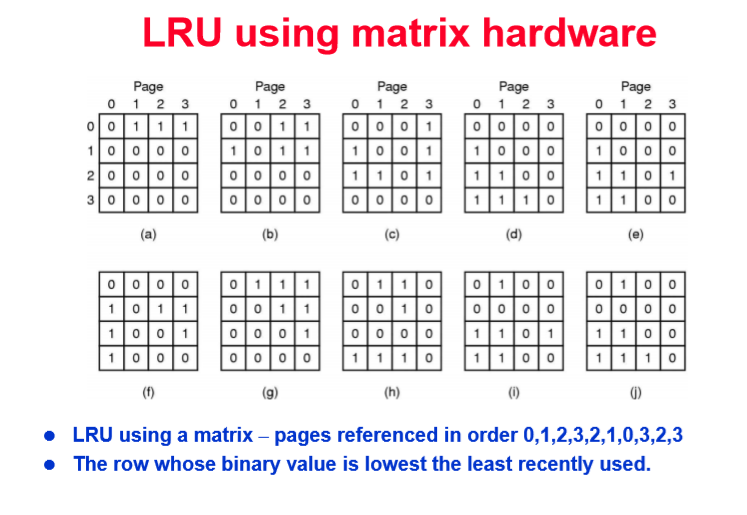 LRU using matrix hardware
Page Page Page Page Page
0 1 2 3 0 1 2 3 0 1 2 3 0 1 2 3 0 1 2 3
0 0 1 1 1 0 0 1 1 0 0 0 1 0 0 0 0 0 0 0 0
1 0 0 0 0 1 0 1 1 1 0 0 1 1 0 0 0 1 0 0 0
2 0 0 0 0 0 0 0 0 1 1 0 1 1 1 0 0 1 1 0 1
3 0 0 0 0 0 0 0 0 0 0 0 0 1 1 1 0 1 1 0 0
(a) (b) (c) (d) (e)
0 0 0 0 0 1 1 1 0 1 1 0 0 1 0 0 0 1 0 0
1 0 1 1 0 0 1 1 0 0 1 0 0 0 0 0 0 0 0 0
1 0 0 1 0 0 0 1 0 0 0 0 1 1 0 1 1 1 0 0
1 0 0 0 0 0 0 0 1 1 1 0 1 1 0 0 1 1 1 0
(f) (g) (h) (i) (j)
● LRU using a matrix – pages referenced in order 0,1,2,3,2,1,0,3,2,3
● The row whose binary value is lowest the least recently used.